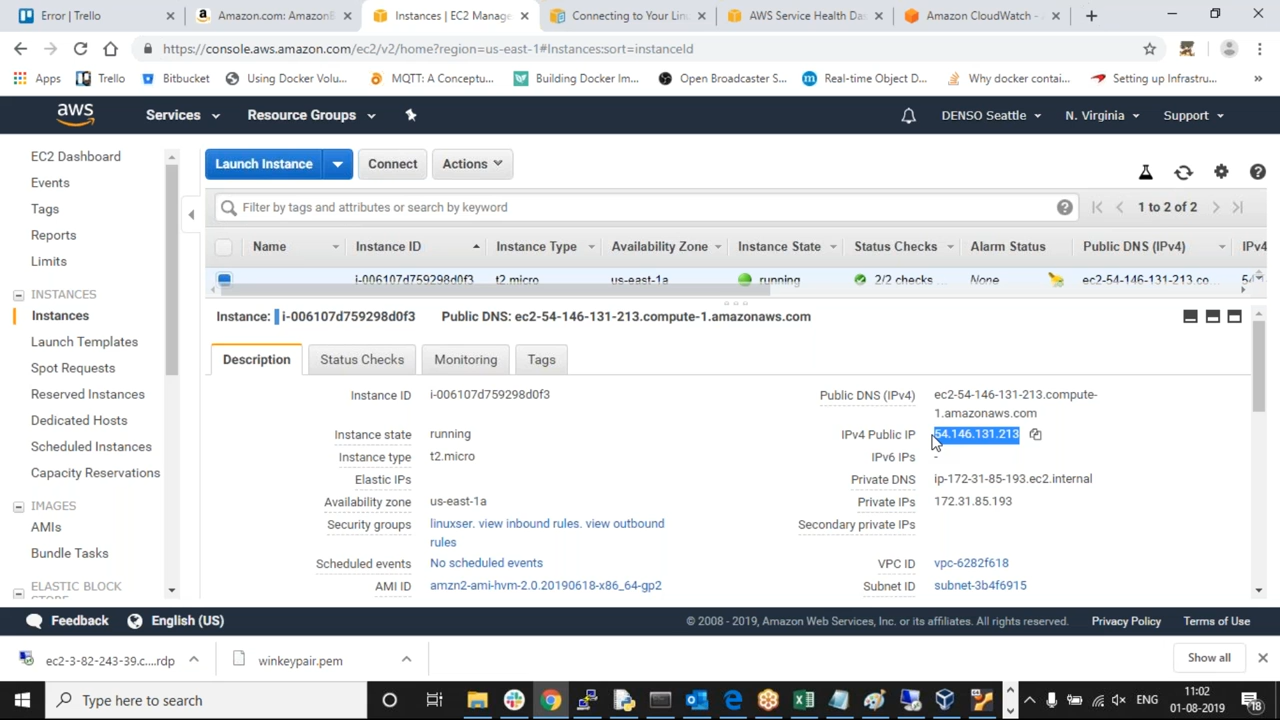 Error | Trello
Amazon.com: AmazonB
Instances | EC2 Manage
Connecting to Your Linu
AWS Service Health Da
Amazon CloudWatch -
https://console.aws.amazon.com/ec2/v2/home?region=us-east-1#Instances:sort=instanceId
Apps
Trello
Bitbucket
Using Docker Volu...
MQTT: A Conceptu...
Building Docker Im...
Open Broadcaster S...
Real-time Object D...
Why docker contai...
Setting up Infrastru...
aws
Services
Resource Groups
DENSO Seattle
N. Virginia
Support
EC2 Dashboard
Events
Tags
Reports
Limits
INSTANCES
Instances
Launch Templates
Spot Requests
Reserved Instances
Dedicated Hosts
Scheduled Instances
Capacity Reservations
IMAGES
AMIs
Bundle Tasks
ELASTIC BLOCK
STORE
Launch Instance
Connect
Actions
Filter by tags and attributes or search by keyword
1 to 2 of 2
Name
Instance ID
Instance Type
Availability Zone
Instance State
Status Checks
Alarm Status
Public DNS (IPv4)
IPv4
i-006107d759298d0f3
t2.micro
us-east-1a
running
2/2 checks ...
None
ec2-54-146-131-213.co...
Instance: i-006107d759298d0f3 Public DNS: ec2-54-146-131-213.compute-1.amazonaws.com
Description
Status Checks
Monitoring
Tags
Instance ID i-006107d759298d0f3
Instance state running
Instance type t2.micro
Elastic IPs
Availability zone us-east-1a
Security groups linuxser. view inbound rules. view outbound
rules
Scheduled events No scheduled events
AMI ID amzn2-ami-hvm-2.0.20190618-x86_64-gp2
Public DNS (IPv4) ec2-54-146-131-213.compute-
1.amazonaws.com
IPv4 Public IP 54.146.131.213
IPv6 IPs -
Private DNS ip-172-31-85-193.ec2.internal
Private IPs 172.31.85.193
Secondary private IPs
VPC ID vpc-6282f618
Subnet ID subnet-3b4f6915
Feedback
English (US)
© 2008 - 2019, Amazon Web Services, Inc. or its affiliates. All rights reserved.
Privacy Policy
Terms of Use
ec2-3-82-243-39.c....rdp
winkeypair.pem
Show all
Type here to search
ENG
11:02
01-08-2019
18